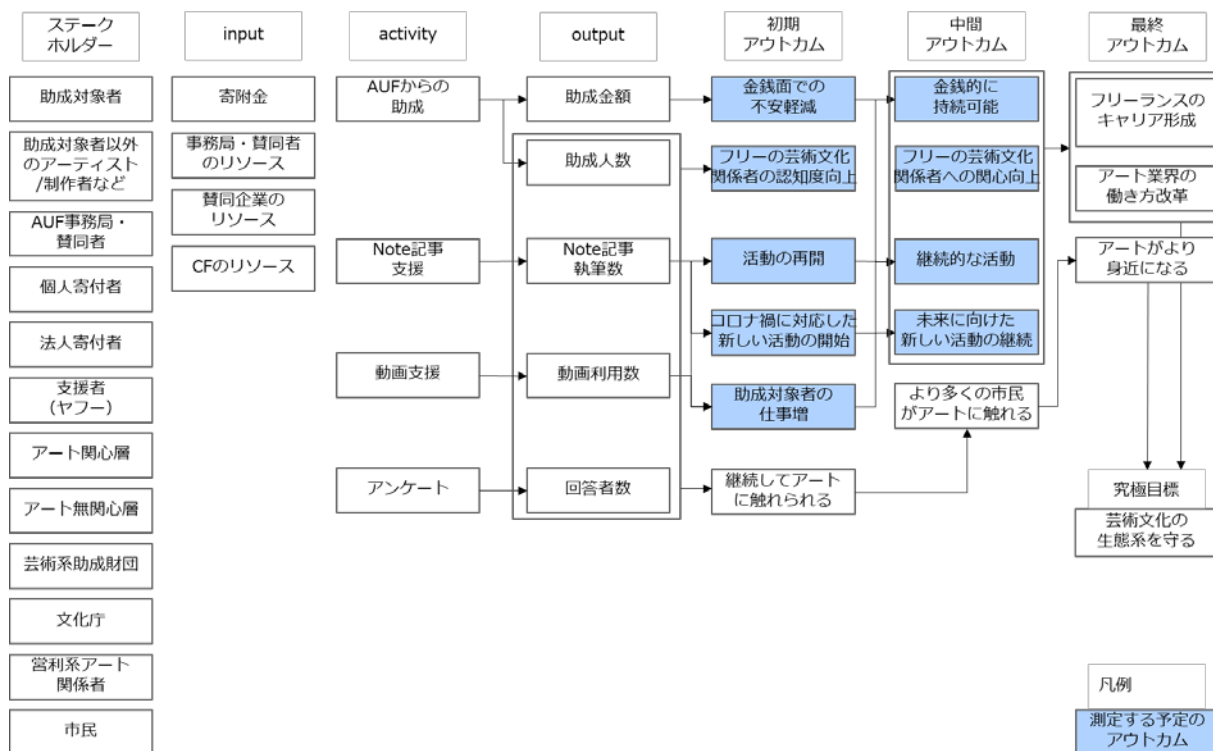 ステーク
ホルダー
input
activity
output
初期
アウトカム
中間
アウトカム
最終
アウトカム
助成対象者
助成対象者以外
のアーティスト
/制作者など
AUF事務局・
賛同者
個人寄付者
法人寄付者
支援者
(ヤフー)
アート関心層
アート無関心層
芸術系助成財団
文化庁
営利系アート
関係者
市民
寄附金
事務局・賛同者
のリソース
賛同企業の
リソース
CFのリソース
AUFからの
助成
Note記事
支援
動画支援
アンケート
助成金額
助成人数
Note記事
執筆数
動画利用数
回答者数
金銭面での
不安軽減
フリーの芸術文化
関係者の認知度向上
活動の再開
コロナ禍に対応した
新しい活動の開始
助成対象者の
仕事増
継続してアート
に触れられる
金銭的に
持続可能
フリーの芸術文化
関係者への関心向上
継続的な活動
未来に向けた
新しい活動の継続
より多くの市民
がアートに触れる
フリーランスの
キャリア形成
アート業界の
働き方改革
アートがより
身近になる
究極目標
芸術文化の
生態系を守る
凡例
測定する予定の
アウトカム